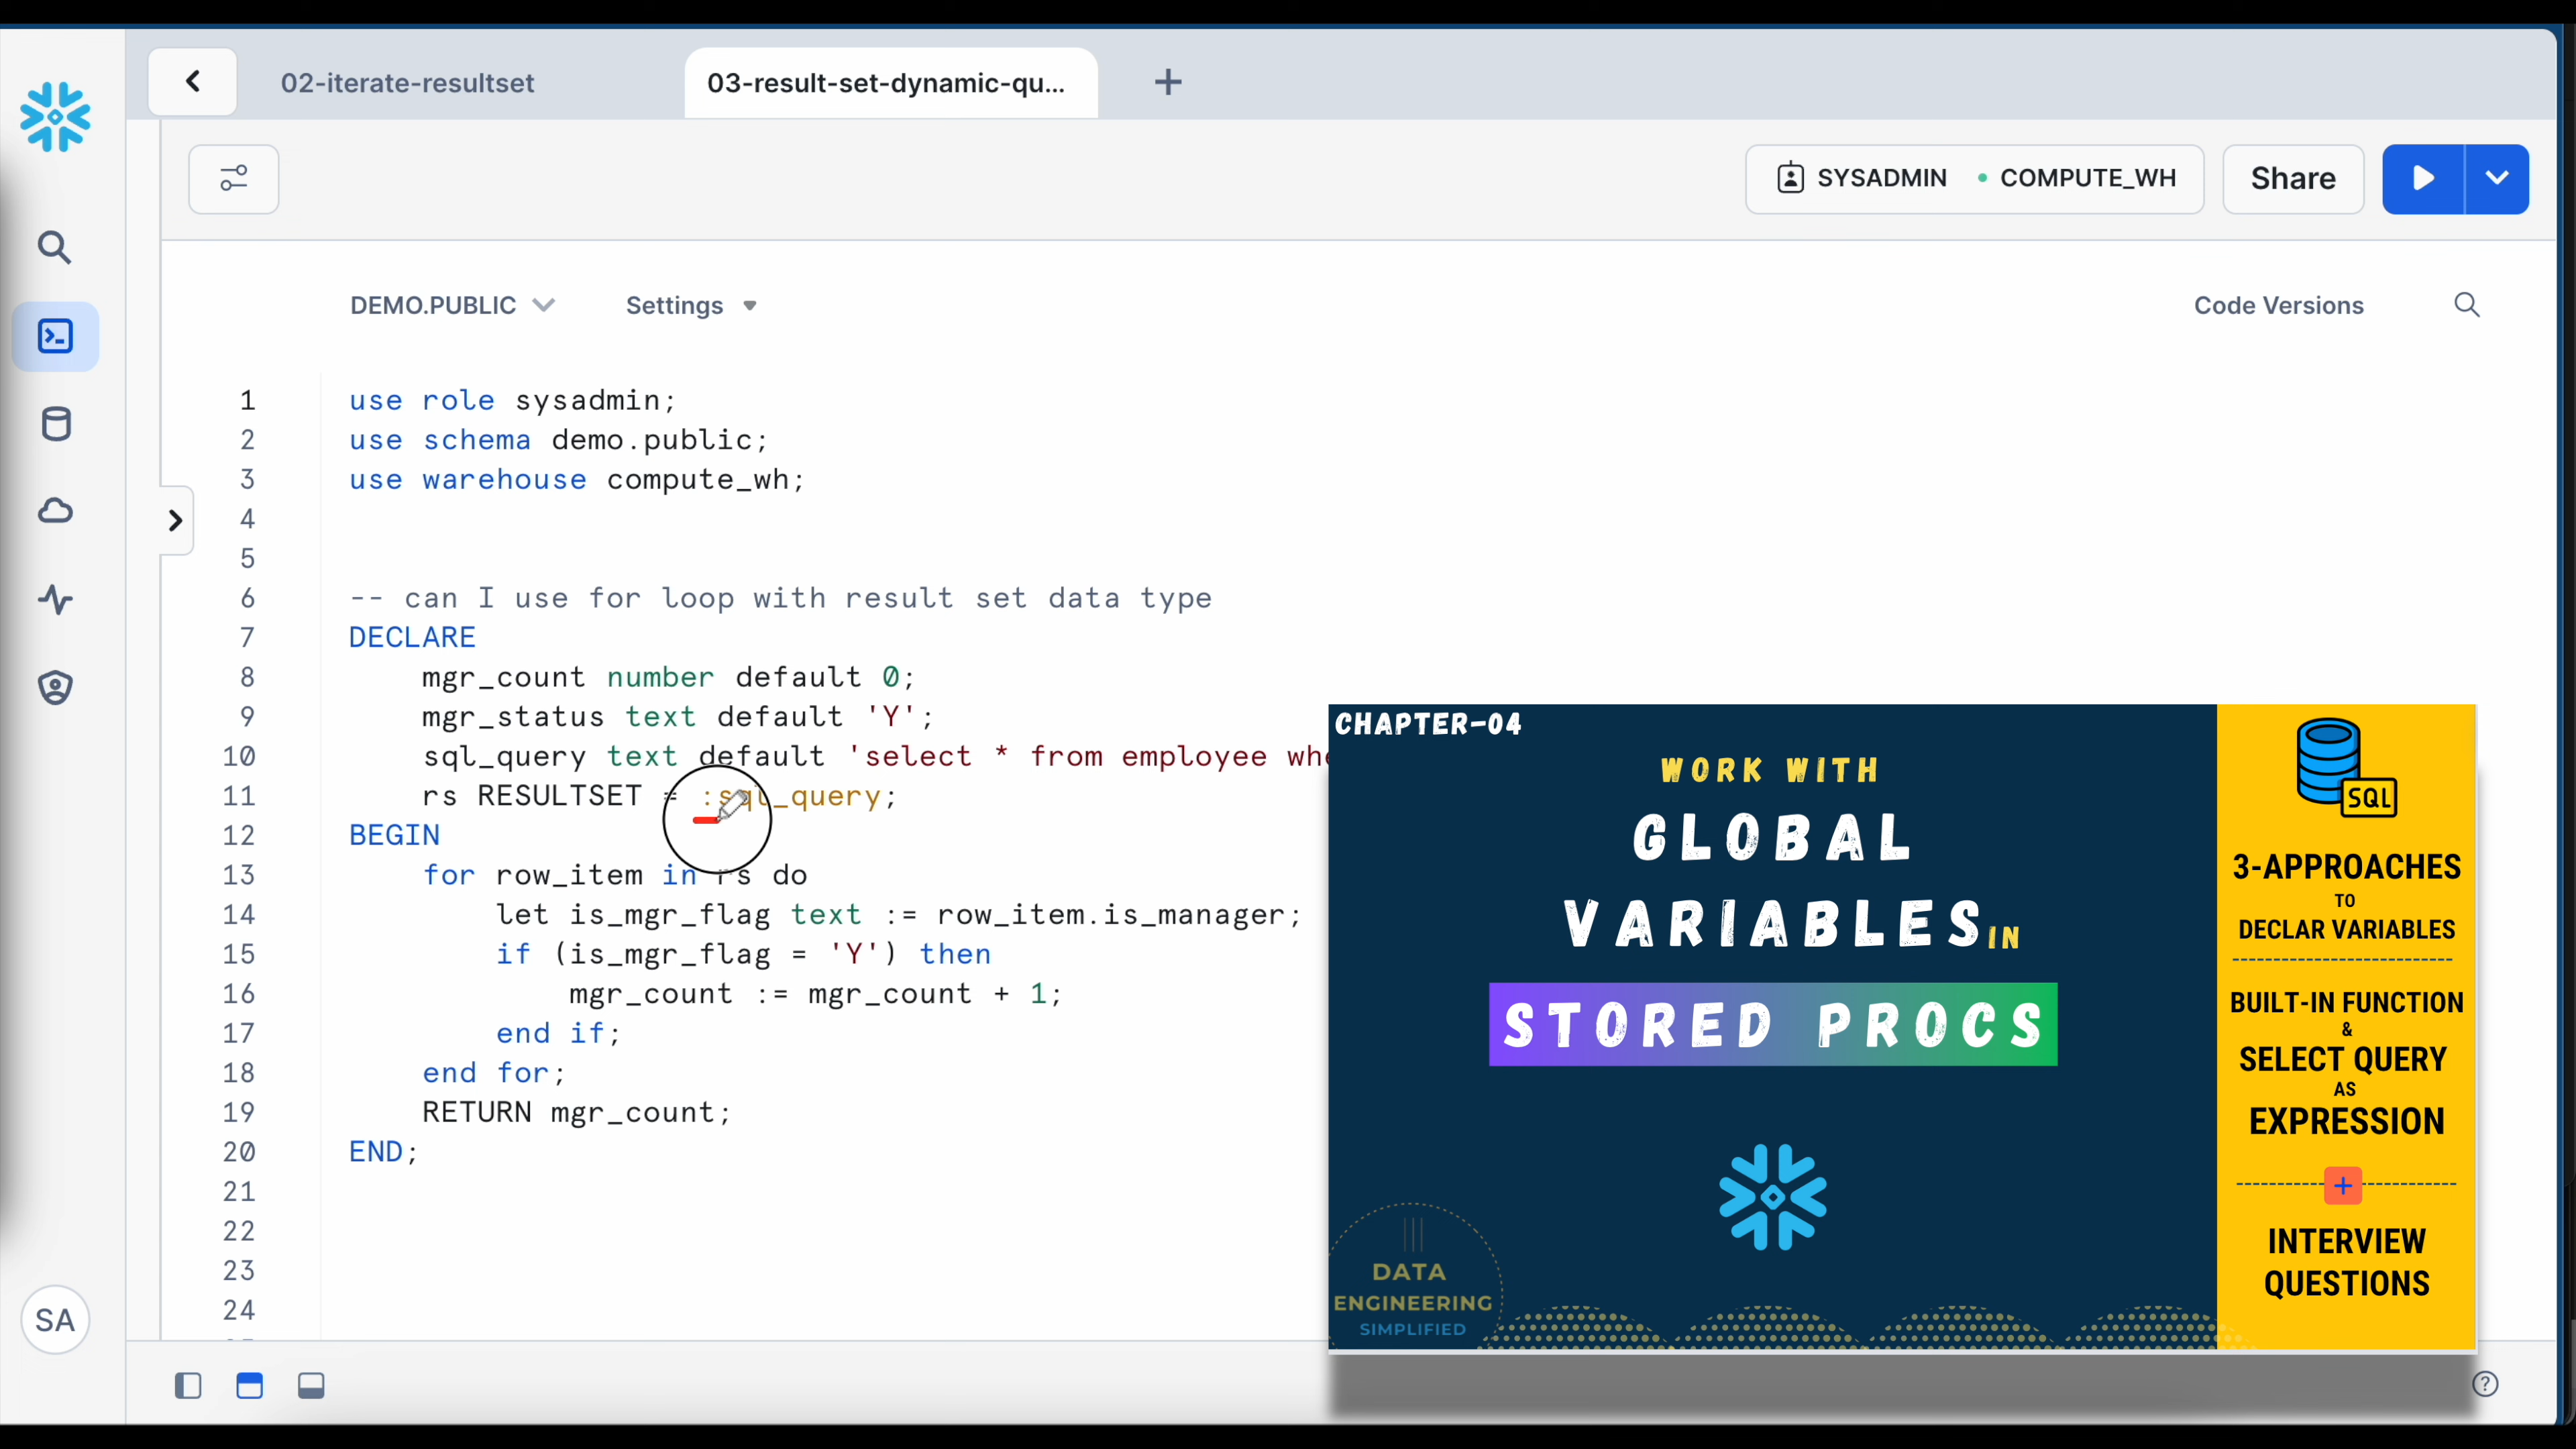 02-iterate-resultset
03-result-set-dynamic-qu...
SYSADMIN
COMPUTE_WH
Share
DEMO.PUBLIC
Settings
Code Versions
1 use role sysadmin;
2 use schema demo.public;
3 use warehouse compute_wh;
4
5
6 -- can I use for loop with result set data type
7 DECLARE
8 mgr_count number default 0;
9 mgr_status text default 'Y';
10 sql_query text default 'select * from employee whe
11 rs RESULTSET = :sql_query;
12 BEGIN
13 for row_item in rs do
14 let is_mgr_flag text := row_item.is_manager;
15 if (is_mgr_flag = 'Y') then
16 mgr_count := mgr_count + 1;
17 end if;
18 end for;
19 RETURN mgr_count;
20 END;
21
22
23
24
SA
CHAPTER-04
WORK WITH
GLOBAL
VARIABLES IN
STORED PROCS
DATA
ENGINEERING
SIMPLIFIED
SQL
3-APPROACHES
TO
DECLAR VARIABLES
BUILT-IN FUNCTION
&
SELECT QUERY
AS
EXPRESSION
+
INTERVIEW
QUESTIONS